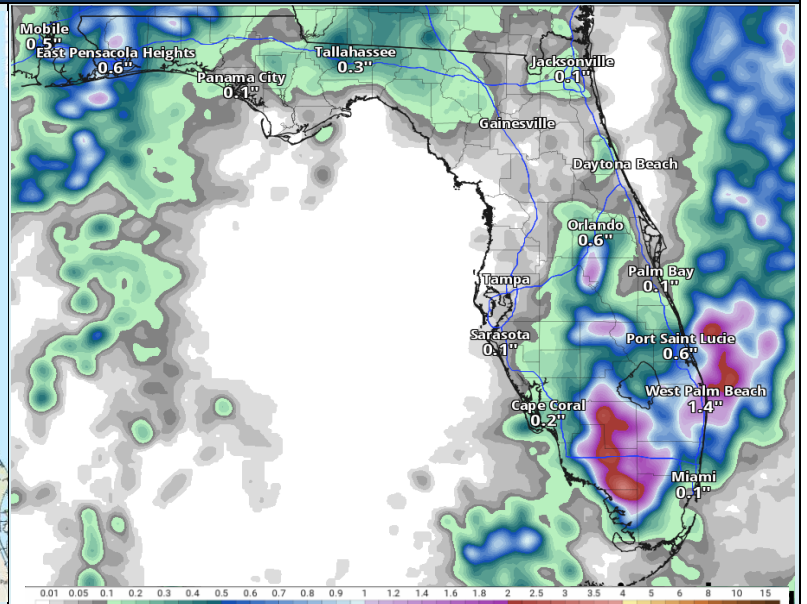 Mobile
0.5"
East Pensacola Heights
0.6"
Tallahassee
0.3"
Panama City
0.1"
Jacksonville
0.1"
Gainesville
Daytona Beach
Orlando
0.6"
Palm Bay
0.1"
Tampa
Sarasota
0.1"
Port Saint Lucie
0.6"
West Palm Beach
1.4"
Cape Coral
0.2"
Miami
0.1"
0.01 0.05 0.1 0.2 0.3 0.4 0.5 0.6 0.7 0.8 0.9 1 1.2 1.4 1.6 1.8 2 2.5 3 3.5 4 5 6 8 10 15